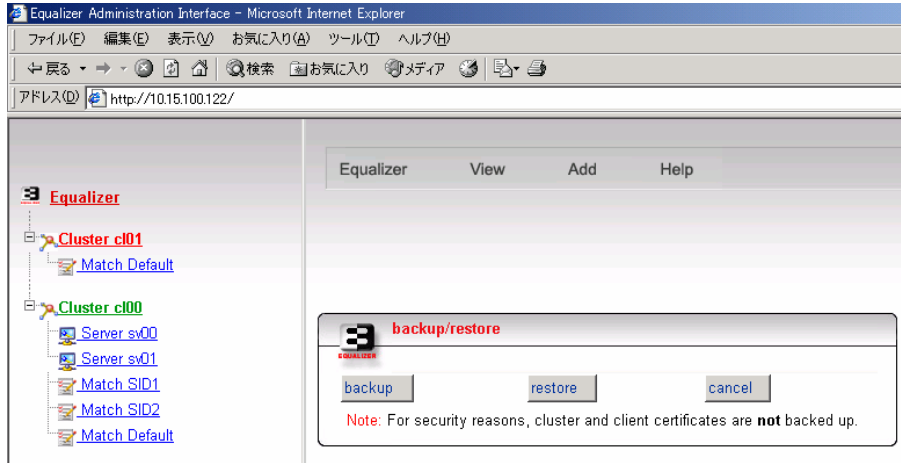 Equalizer Administration Interface - Microsoft Internet Explorer
ファイル(F) 編集(E) 表示(V) お気に入り(A) ツール(T) ヘルプ(H)
戻る 検索 お気に入り メディア
アドレス(D) http://10.15.100.122/
Equalizer View Add Help
Equalizer
Cluster cl01
Match Default
Cluster cl00
Server sv00
Server sv01
Match SID1
Match SID2
Match Default
backup/restore
EQUALIZER
backup restore cancel
Note: For security reasons, cluster and client certificates are not backed up.